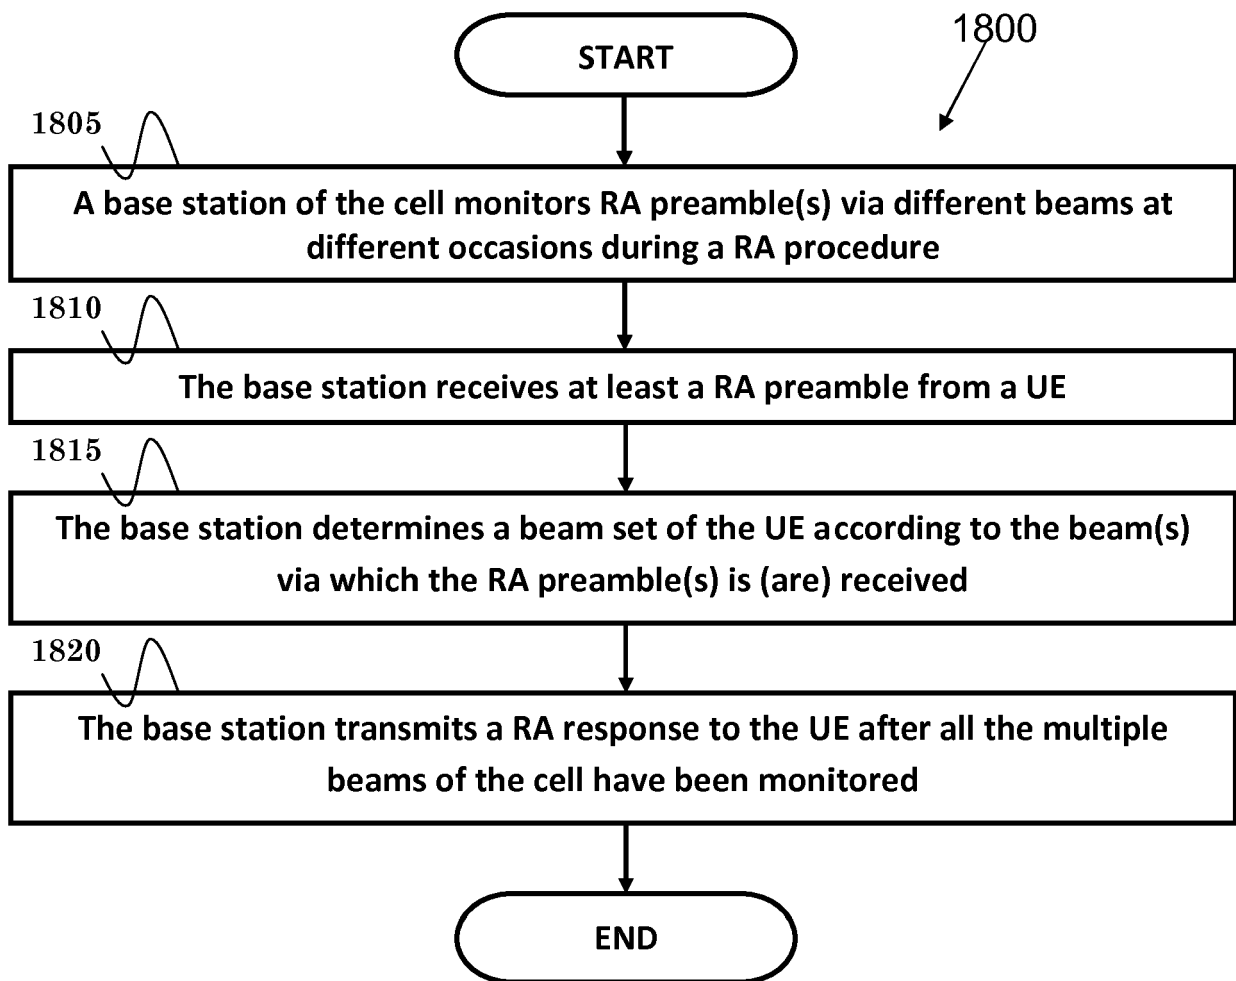 1800
START
1805
A base station of the cell monitors RA preamble(s) via different beams at
different occasions during a RA procedure
1810
The base station receives at least a RA preamble from a UE
1815
The base station determines a beam set of the UE according to the beam(s)
via which the RA preamble(s) is (are) received
1820
The base station transmits a RA response to the UE after all the multiple
beams of the cell have been monitored
END